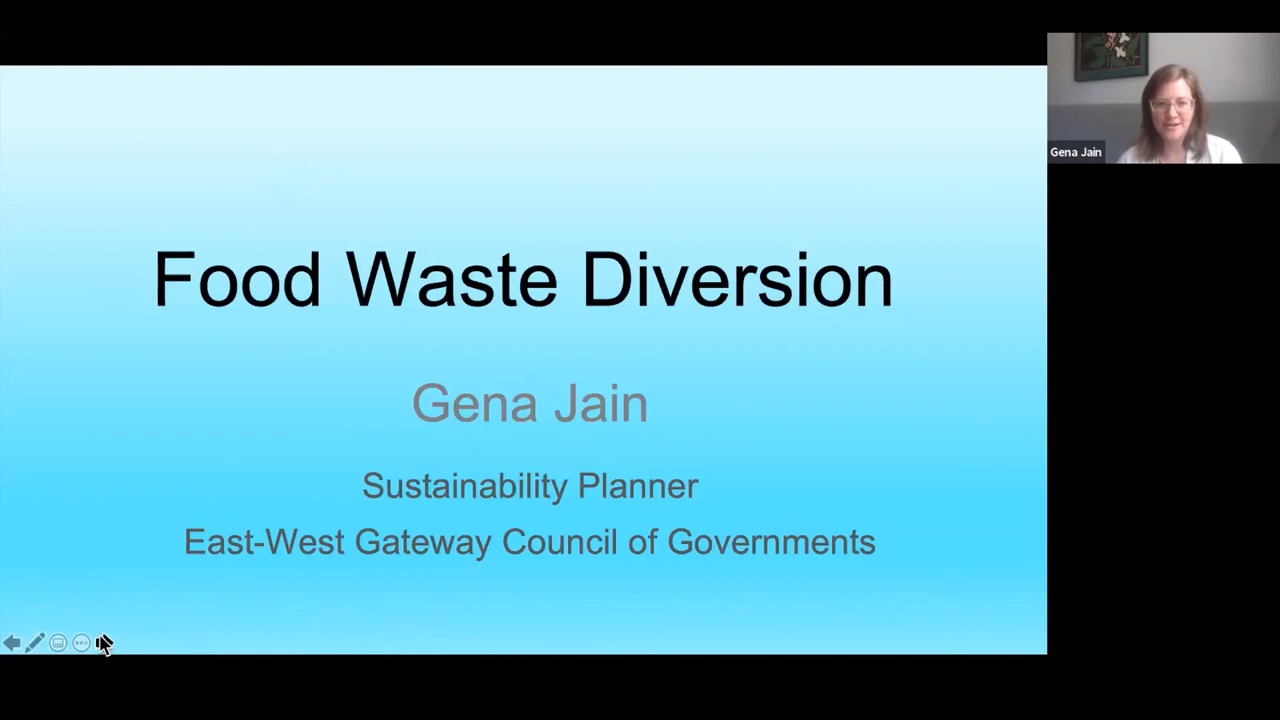 Food Waste Diversion
Gena Jain
Sustainability Planner
East-West Gateway Council of Governments
Gena Jain